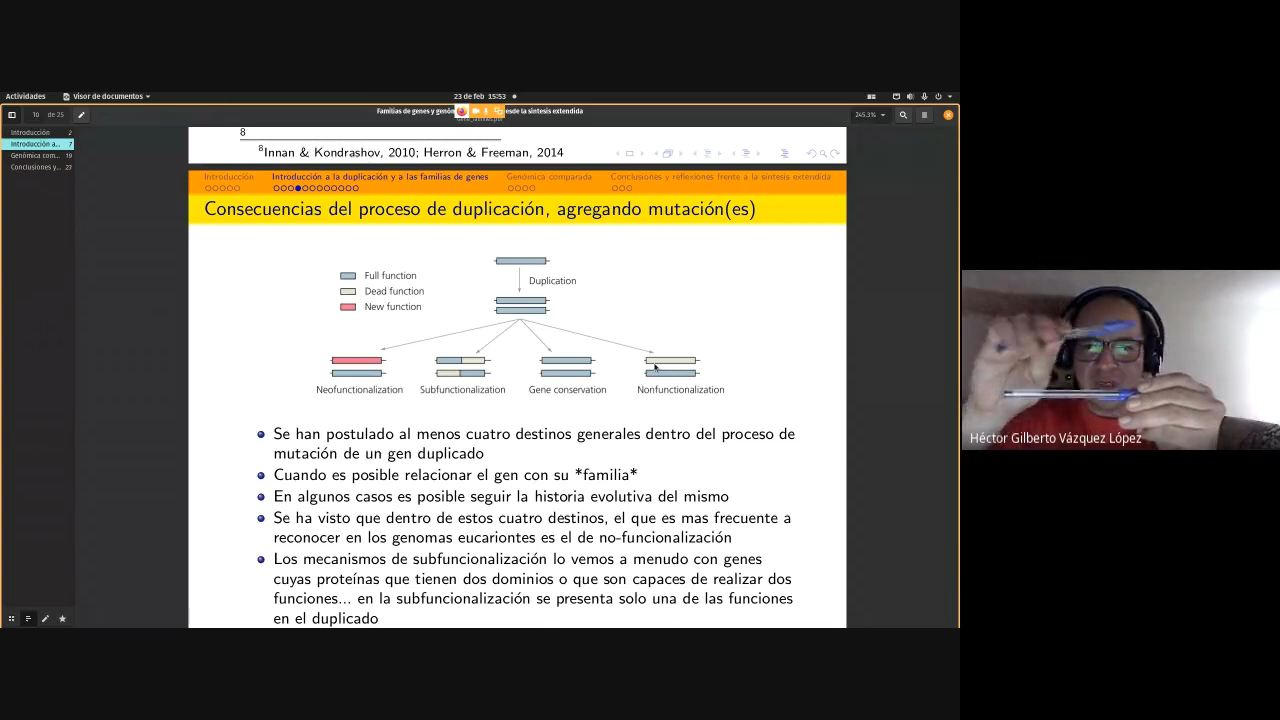 Actividades
Visor de documentos
23 de feb 15:53
Familias de genes y genó
esde la síntesis extendida
10 de 25
245.3%
Introducción 2
Introducción a... 7
Genómica com... 19
Conclusiones y... 23
8
8Innan & Kondrashov, 2010; Herron & Freeman, 2014
Introducción
Introducción a la duplicación y a las familias de genes
Genómica comparada
Conclusiones y reflexiones frente a la síntesis extendida
Consecuencias del proceso de duplicación, agregando mutación(es)
Full function
Dead function
New function
Duplication
Neofunctionalization
Subfunctionalization
Gene conservation
Nonfunctionalization
Se han postulado al menos cuatro destinos generales dentro del proceso de
mutación de un gen duplicado
Cuando es posible relacionar el gen con su *familia*
En algunos casos es posible seguir la historia evolutiva del mismo
Se ha visto que dentro de estos cuatro destinos, el que es mas frecuente a
reconocer en los genomas eucariontes es el de no-funcionalización
Los mecanismos de subfuncionalización lo vemos a menudo con genes
cuyas proteínas que tienen dos dominios o que son capaces de realizar dos
funciones... en la subfuncionalización se presenta solo una de las funciones
en el duplicado
Héctor Gilberto Vázquez López